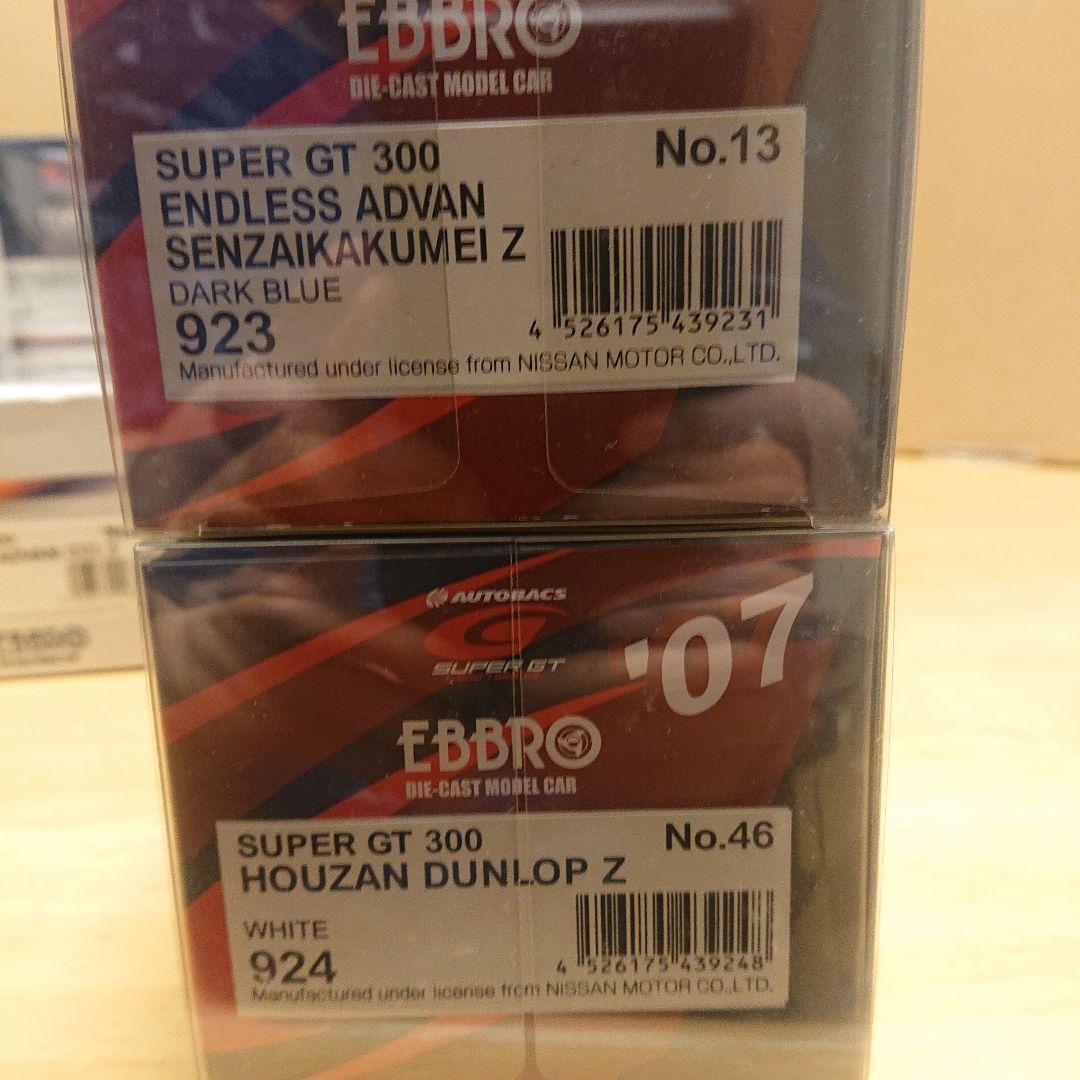 EBBRO
DIE-CAST MODEL CAR
SUPER GT 300 No.13
ENDLESS ADVAN
SENZAIKAKUMEI Z
DARK BLUE
923
4 526175 439231
Manufactured under license from NISSAN MOTOR CO.,LTD.
AUTOBACS
SUPER GT
'07
EBBRO
DIE-CAST MODEL CAR
SUPER GT 300 No.46
HOUZAN DUNLOP Z
WHITE
924
4 526175 439248
Manufactured under license from NISSAN MOTOR CO.,LTD.